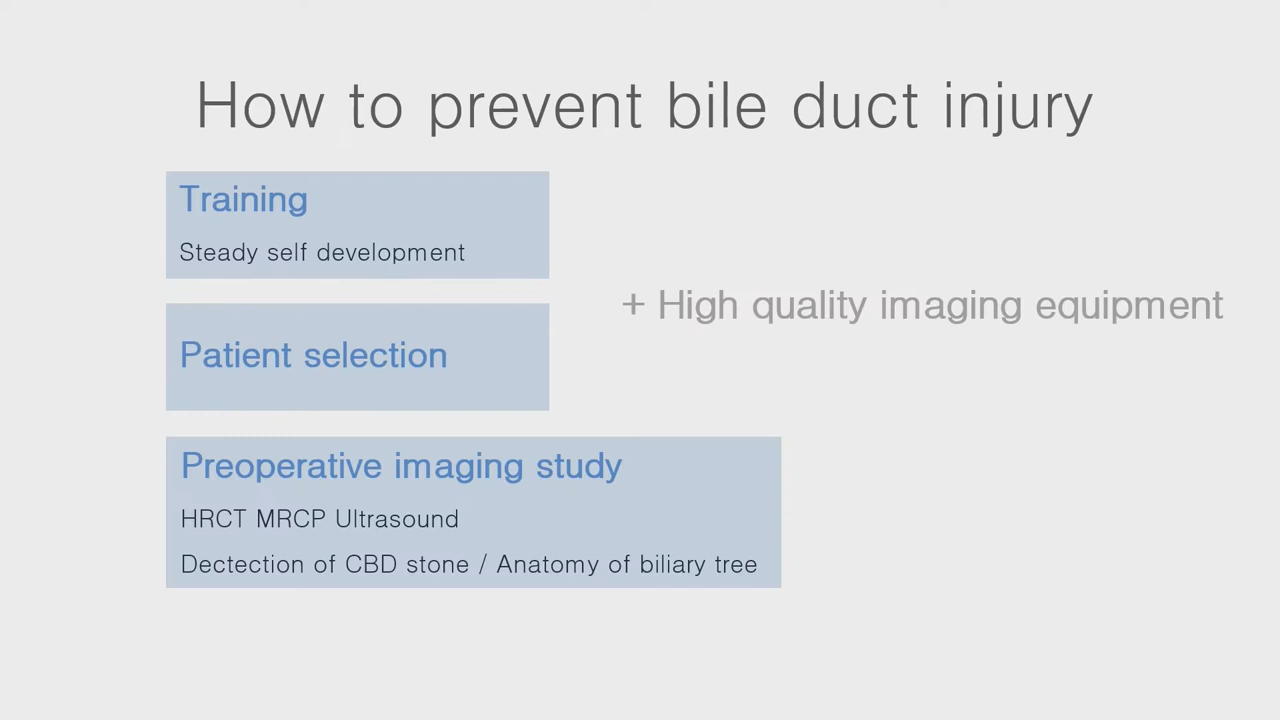 How to prevent bile duct injury
Training
Steady self development
+ High quality imaging equipment
Patient selection
Preoperative imaging study
HRCT MRCP Ultrasound
Dectection of CBD stone / Anatomy of biliary tree